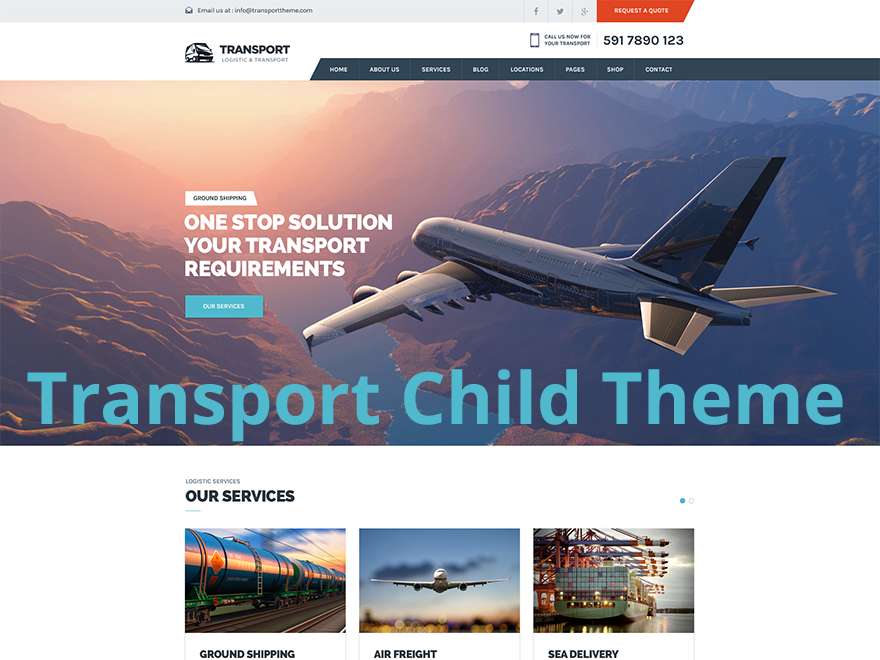 Email us at : info@transporttheme.com
REQUEST A QUOTE
TRANSPORT
LOGISTIC & TRANSPORT
CALL US NOW FOR
YOUR TRANSPORT
591 7890 123
HOME ABOUT US SERVICES BLOG LOCATIONS PAGES SHOP CONTACT
GROUND SHIPPING
ONE STOP SOLUTION
YOUR TRANSPORT
REQUIREMENTS
OUR SERVICES
Transport Child Theme
LOGISTIC SERVICES
OUR SERVICES
GROUND SHIPPING AIR FREIGHT SEA DELIVERY